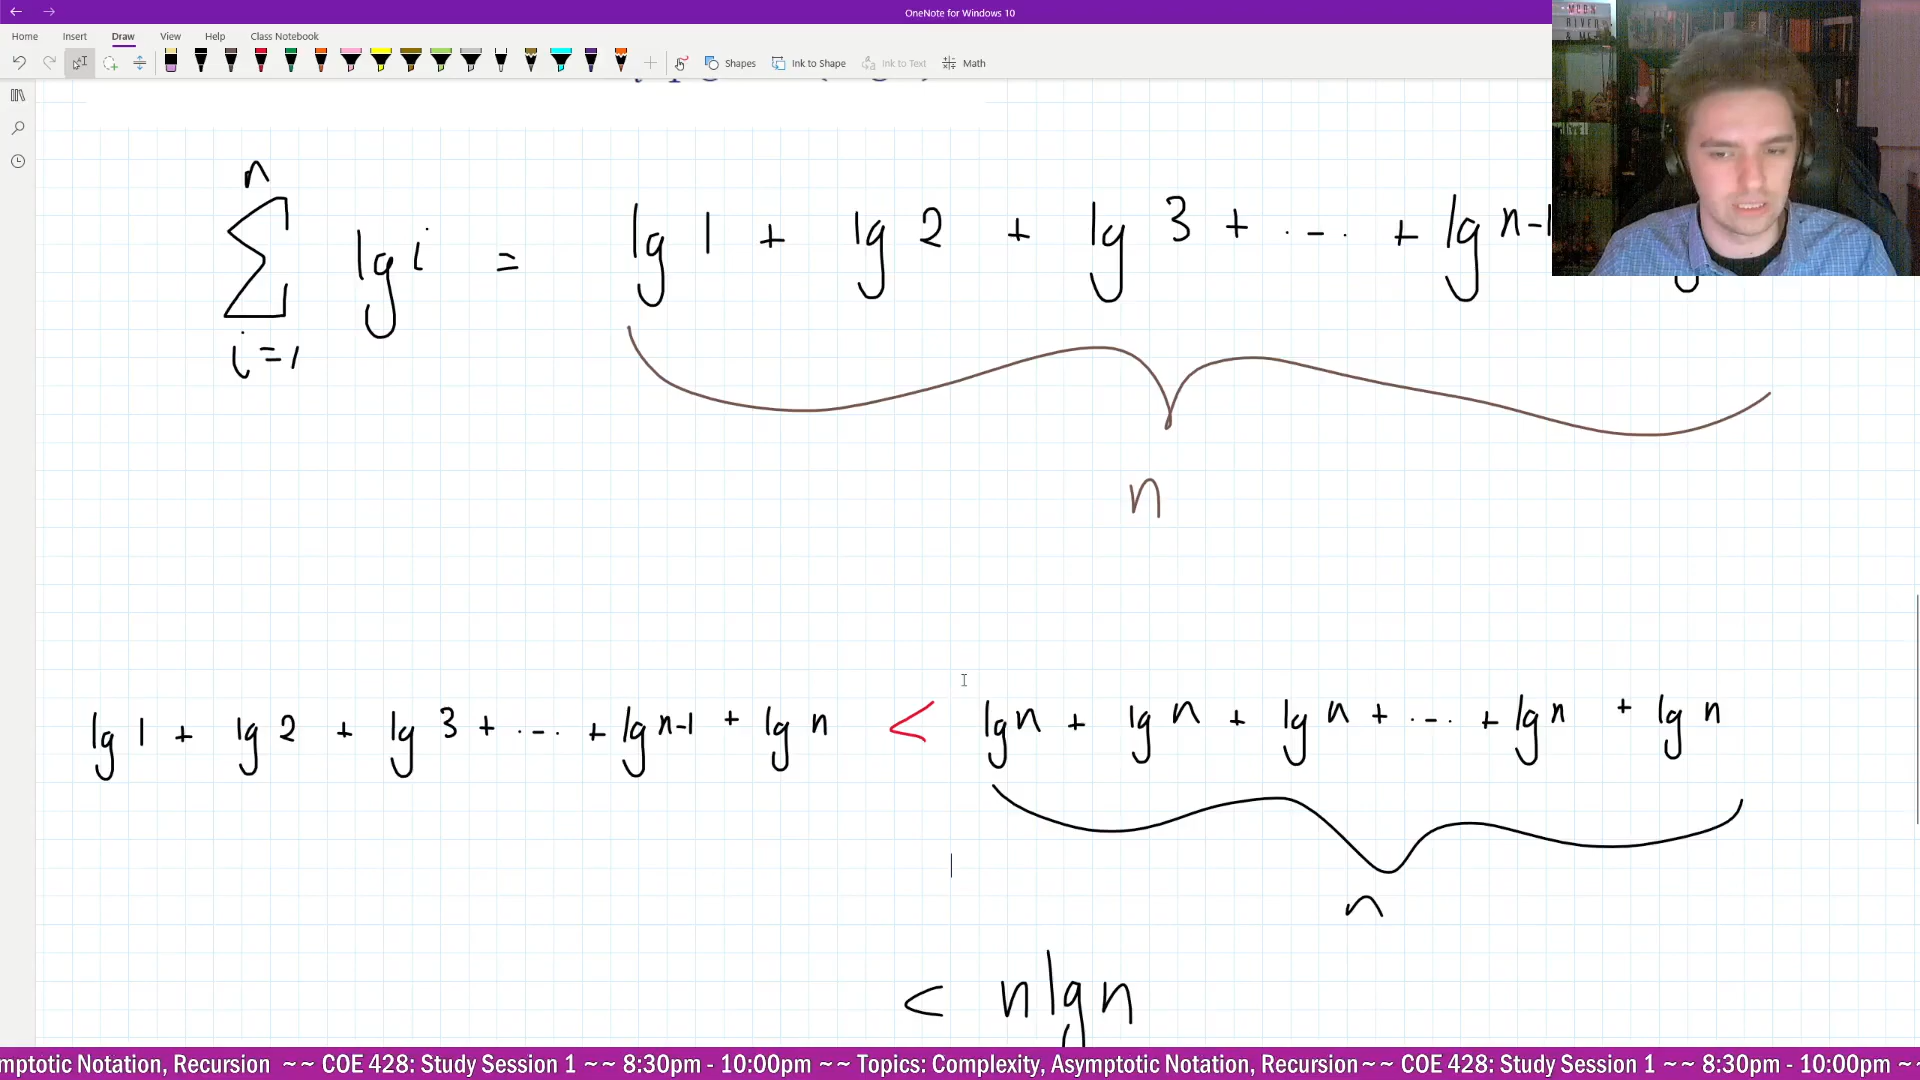 OneNote for Windows 10
Home Insert Draw View Help Class Notebook
Shapes Ink to Shape Ink to Text Math
MOON
RIVER
& ME
n
∑ lg i = lg 1 + lg 2 + lg 3 + ... + lg n-1
i=1
n
lg 1 + lg 2 + lg 3 + ... + lg n-1 + lg n < lg n + lg n + lg n + ... + lg n + lg n
n
< n lg n
mptotic Notation, Recursion ~~ COE 428: Study Session 1 ~~ 8:30pm - 10:00pm ~~ Topics: Complexity, Asymptotic Notation, Recursion~~ COE 428: Study Session 1 ~~ 8:30pm - 10:00pm ~~